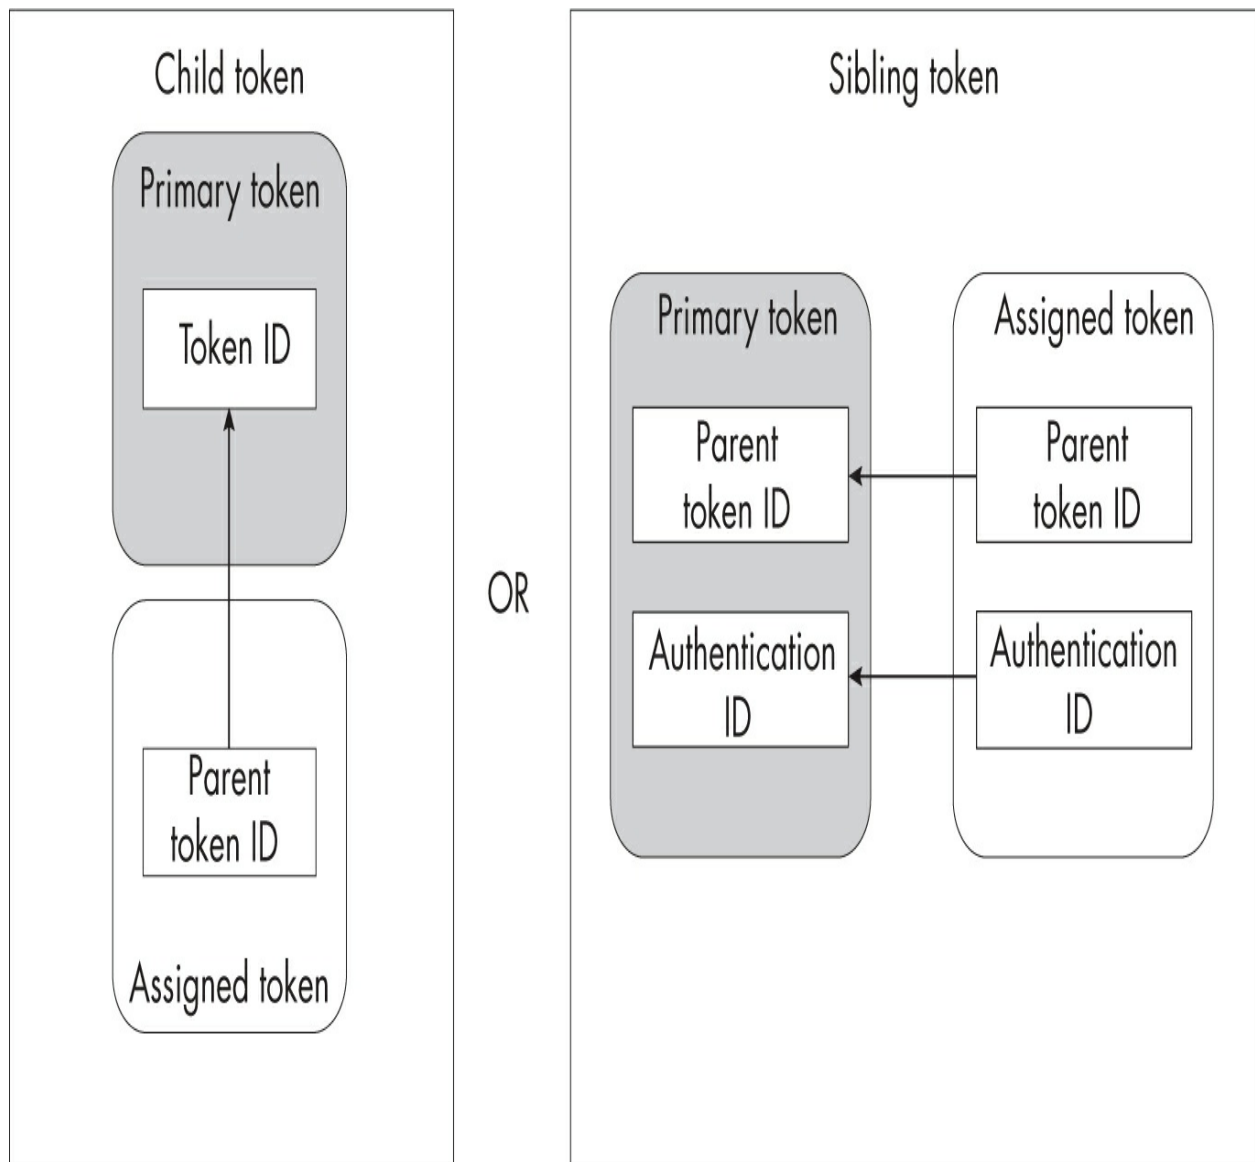 Child token
Primary token
Token ID
Parent
token ID
Assigned token
OR
Sibling token
Primary token
Parent
token ID
Authentication
ID
Assigned token
Parent
token ID
Authentication
ID